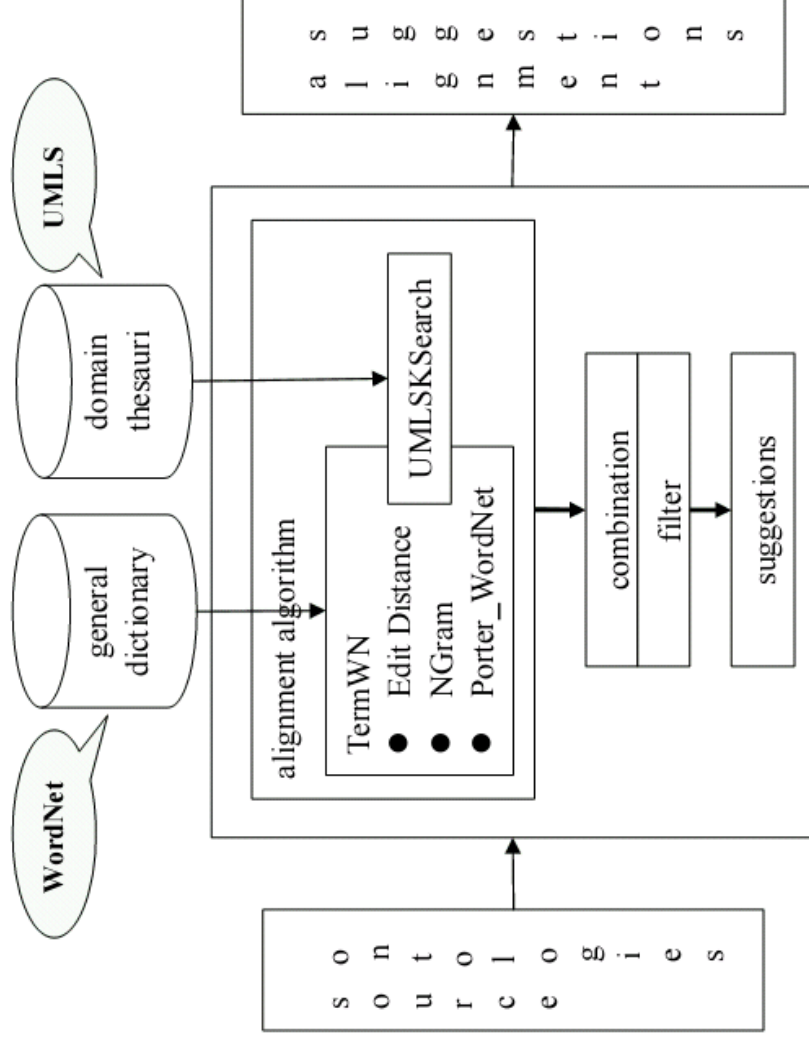 WordNet
UMLS
general
dictionary
domain
thesauri
source
ontologies
alignment algorithm
TermWN
● Edit Distance
● NGram
● Porter_WordNet
UMLSKSearch
combination
filter
suggestions
alignment
suggestions